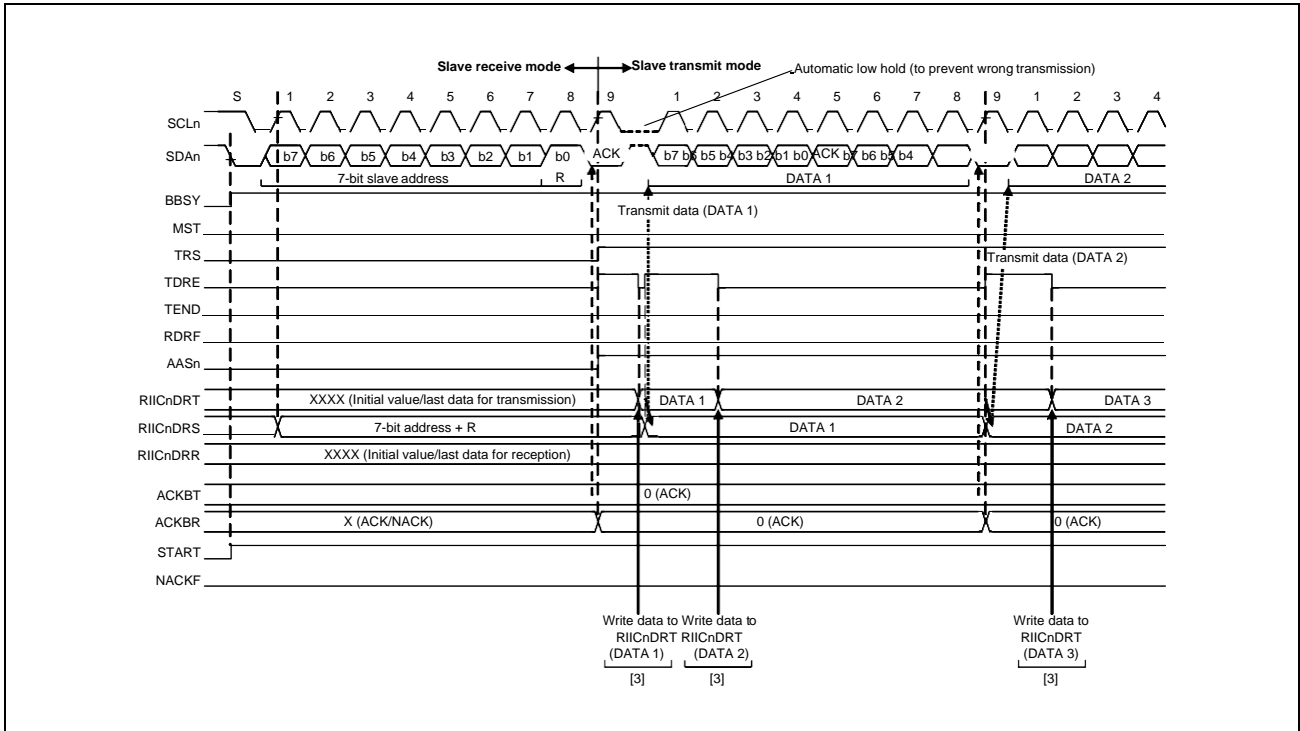 Slave receive mode Slave transmit mode
Automatic low hold (to prevent wrong transmission)
S 1 2 3 4 5 6 7 8 9 1 2 3 4 5 6 7 8 9 1 2 3 4
SCLn
SDAn b7 b6 b5 b4 b3 b2 b1 b0 ACK b7 b6 b5 b4 b3 b2 b1 b0 ACK b7 b6 b5 b4
7-bit slave address R DATA 1 DATA 2
BBSY
Transmit data (DATA 1)
MST
TRS
Transmit data (DATA 2)
TDRE
TEND
RDRF
AASn
RIICnDRT XXXX (Initial value/last data for transmission) DATA 1 DATA 2 DATA 3
RIICnDRS 7-bit address + R DATA 1 DATA 2
RIICnDRR XXXX (Initial value/last data for reception)
ACKBT 0 (ACK)
ACKBR X (ACK/NACK) 0 (ACK) 0 (ACK)
START
NACKF
Write data to Write data to Write data to
RIICnDRT RIICnDRT RIICnDRT
(DATA 1) (DATA 2) (DATA 3)
[3] [3] [3]